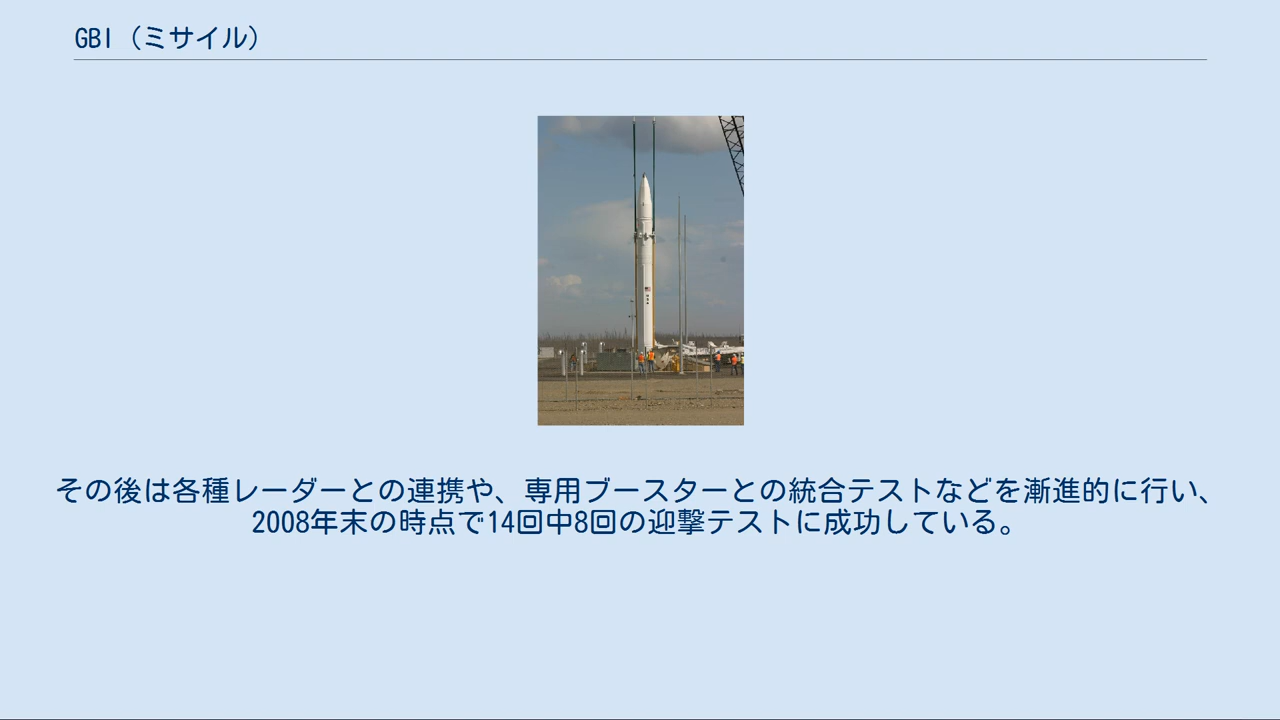 GBI（ミサイル）
その後は各種レーダーとの連携や、専用ブースターとの統合テストなどを漸進的に行い、
2008年末の時点で14回中8回の迎撃テストに成功している。